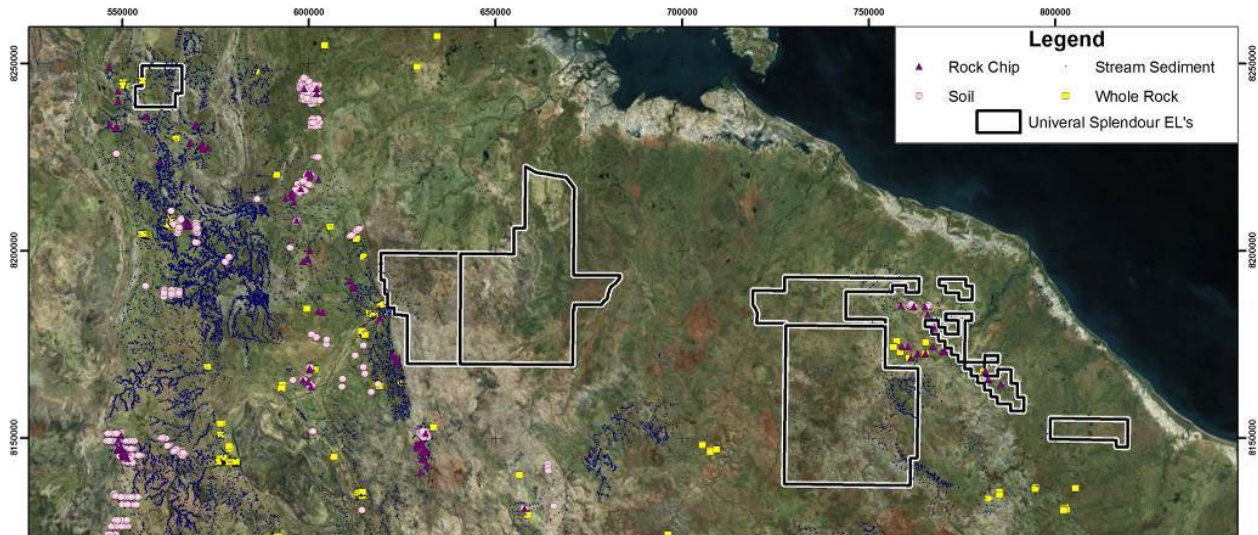 550000 600000 650000 700000 750000 800000
8250000 8250000
Legend
Rock Chip Stream Sediment
Soil Whole Rock
Univeral Splendour EL's
8200000 8200000
8150000 8150000